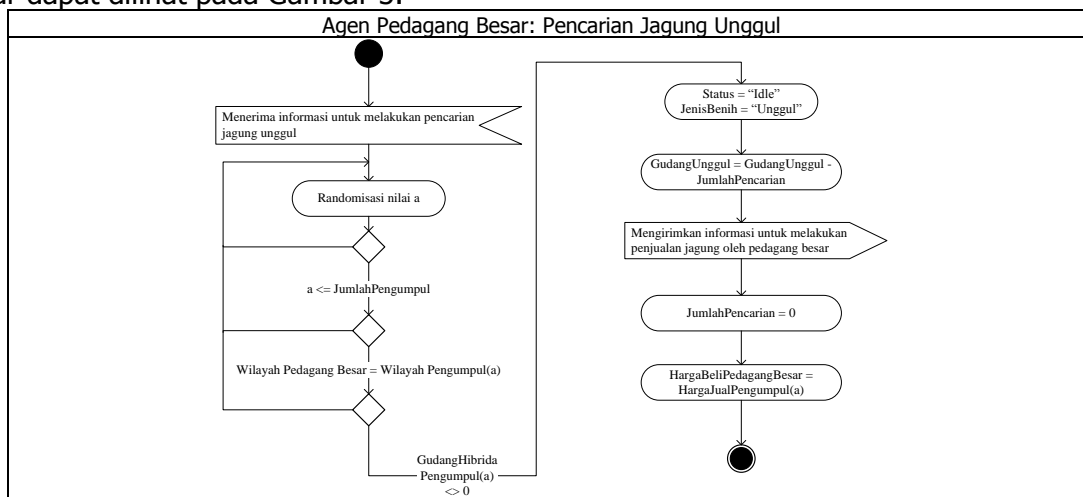 ar dapat dilihat pada Gambar 5.
Agen Pedagang Besar: Pencarian Jagung Unggul
Menerima informasi untuk melakukan pencarian
jagung unggul
Randomisasi nilai a
a <= JumlahPengumpul
Wilayah Pedagang Besar = Wilayah Pengumpul(a)
GudangHibrida
Pengumpul(a)
<> 0
Status = “Idle”
JenisBenih = “Unggul”
GudangUnggul = GudangUnggul -
JumlahPencarian
Mengirimkan informasi untuk melakukan
penjualan jagung oleh pedagang besar
JumlahPencarian = 0
HargaBeliPedagangBesar =
HargaJualPengumpul(a)